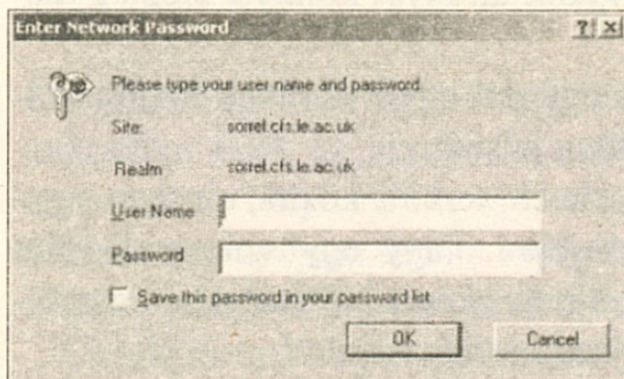 Enter Network Password
Please type your user name and password.
Site: sorrel.cfs.le.ac.uk
Realm sorrel.cfs.le.ac.uk
User Name
Password
Save this password in your password list
OK Cancel